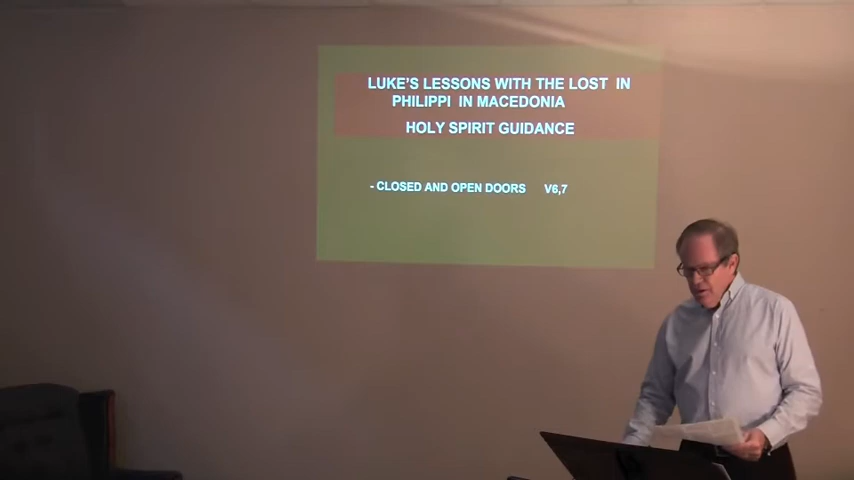 LUKE'S LESSONS WITH THE LOST IN
PHILIPPI IN MACEDONIA
HOLY SPIRIT GUIDANCE
- CLOSED AND OPEN DOORS V6,7